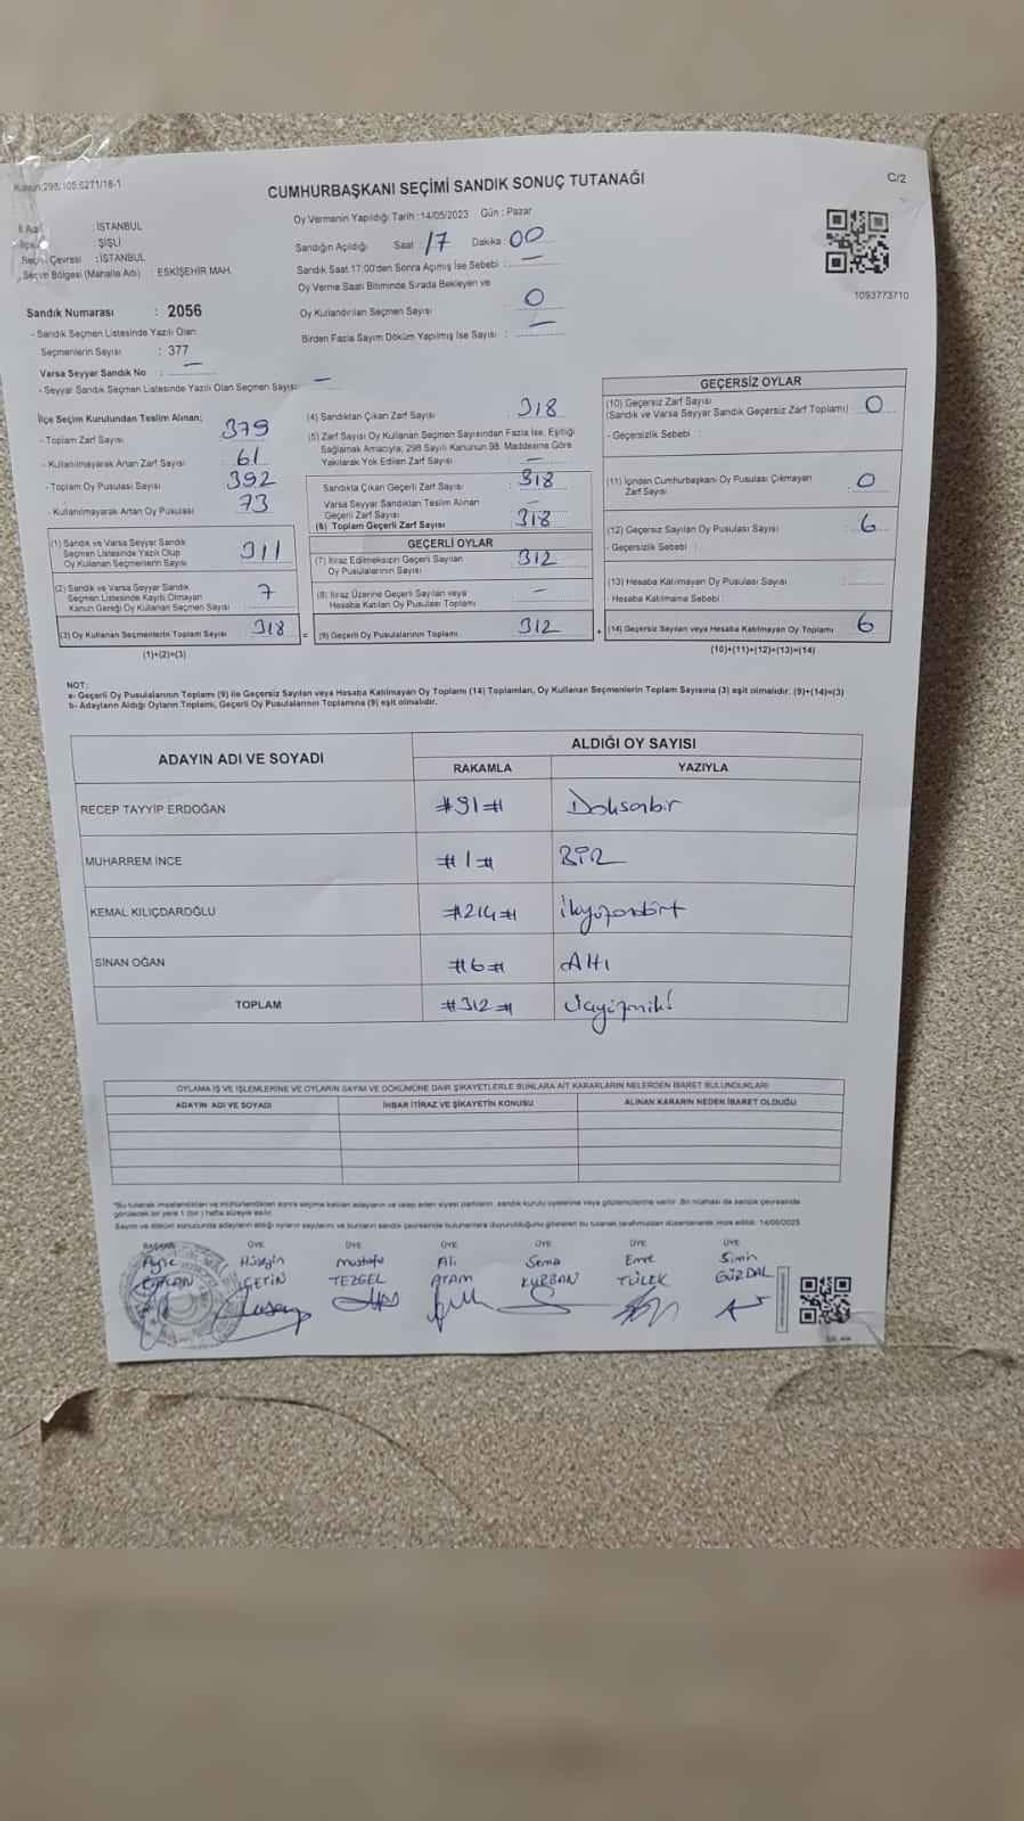 Kanun:298/105,6271/18-1
CUMHURBAŞKANI SEÇİMİ SANDIK SONUÇ TUTANAĞI
C/2
İl Adı : İSTANBUL
İlçe : ŞİŞLİ
Seçim Çevresi : İSTANBUL
Seçim Bölgesi (Mahalle Adı) ESKİŞEHİR MAH.
Oy Vermenin Yapıldığı Tarih :14/05/2023 Gün : Pazar
Sandığın Açıldığı Saat 17 Dakika 00
Sandık Saat 17:00'den Sonra Açılmış İse Sebebi : —
Oy Verme Saati Bitiminde Sırada Bekleyen ve
Oy Kullandırılan Seçmen Sayısı 0
Birden Fazla Sayım Döküm Yapılmış İse Sayısı : —
1093773710
Sandık Numarası : 2056
- Sandık Seçmen Listesinde Yazılı Olan
Seçmenlerin Sayısı : 377
Varsa Seyyar Sandık No : —
- Seyyar Sandık Seçmen Listesinde Yazılı Olan Seçmen Sayısı —
İlçe Seçim Kurulundan Teslim Alınan;
- Toplam Zarf Sayısı 379
- Kullanılmayarak Artan Zarf Sayısı 61
- Toplam Oy Pusulası Sayısı 392
- Kullanılmayarak Artan Oy Pusulası 73
(1) Sandık ve Varsa Seyyar Sandık
Seçmen Listesinde Yazılı Olup
Oy Kullanan Seçmenlerin Sayısı 311
(2) Sandık ve Varsa Seyyar Sandık
Seçmen Listesinde Kayıtlı Olmayan
Kanun Gereği Oy Kullanan Seçmen Sayısı 7
(3) Oy Kullanan Seçmenlerin Toplam Sayısı 318
(1)+(2)=(3)
(4) Sandıktan Çıkan Zarf Sayısı 318
(5) Zarf Sayısı Oy Kullanan Seçmen Sayısından Fazla İse, Eşitliği
Sağlamak Amacıyla; 298 Sayılı Kanunun 98. Maddesine Göre
Yakılarak Yok Edilen Zarf Sayısı —
Sandıkta Çıkan Geçerli Zarf Sayısı 318
Varsa Seyyar Sandıktan Teslim Alınan
Geçerli Zarf Sayısı —
(6) Toplam Geçerli Zarf Sayısı 318
GEÇERLİ OYLAR
(7) İtiraz Edilmeksizin Geçerli Sayılan
Oy Pusulalarının Sayısı 312
(8) İtiraz Üzerine Geçerli Sayılan veya
Hesaba Katılan Oy Pusulası Toplamı —
= (9) Geçerli Oy Pusulalarının Toplamı 312
GEÇERSİZ OYLAR
(10) Geçersiz Zarf Sayısı
(Sandık ve Varsa Seyyar Sandık Geçersiz Zarf Toplamı) 0
- Geçersizlik Sebebi :
(11) İçinden Cumhurbaşkanı Oy Pusulası Çıkmayan
Zarf Sayısı 0
(12) Geçersiz Sayılan Oy Pusulası Sayısı 6
- Geçersizlik Sebebi :
(13) Hesaba Katılmayan Oy Pusulası Sayısı
Hesaba Katılmama Sebebi :
+ (14) Geçersiz Sayılan veya Hesaba Katılmayan Oy Toplamı 6
(10)+(11)+(12)+(13)=(14)
NOT:
a- Geçerli Oy Pusulalarının Toplamı (9) ile Geçersiz Sayılan veya Hesaba Katılmayan Oy Toplamı (14) Toplamları, Oy Kullanan Seçmenlerin Toplam Sayısına (3) eşit olmalıdır. (9)+(14)=(3)
b- Adayların Aldığı Oyların Toplamı, Geçerli Oy Pusulalarının Toplamına (9) eşit olmalıdır.
ADAYIN ADI VE SOYADI
ALDIĞI OY SAYISI
RAKAMLA YAZIYLA
RECEP TAYYİP ERDOĞAN #91# Doksanbir
MUHARREM İNCE #1# BİR
KEMAL KILIÇDAROĞLU #214# İkiyüzondört
SİNAN OĞAN #6# Altı
TOPLAM #312# Üçyüzoniki
OYLAMA İŞ VE İŞLEMLERİNE VE OYLARIN SAYIM VE DÖKÜMÜNE DAİR ŞİKAYETLERLE BUNLARA AİT KARARLARIN NELERDEN İBARET BULUNDUKLARI
ADAYIN ADI VE SOYADI İHBAR İTİRAZ VE ŞİKAYETİN KONUSU ALINAN KARARIN NEDEN İBARET OLDUĞU
BAŞKAN ÜYE ÜYE ÜYE ÜYE ÜYE ÜYE
Ayşe Hüseyin Mustafa Ali Sema Emre
ÇETİN TEZGEL KURBAN TÜLEK GÜRDAL